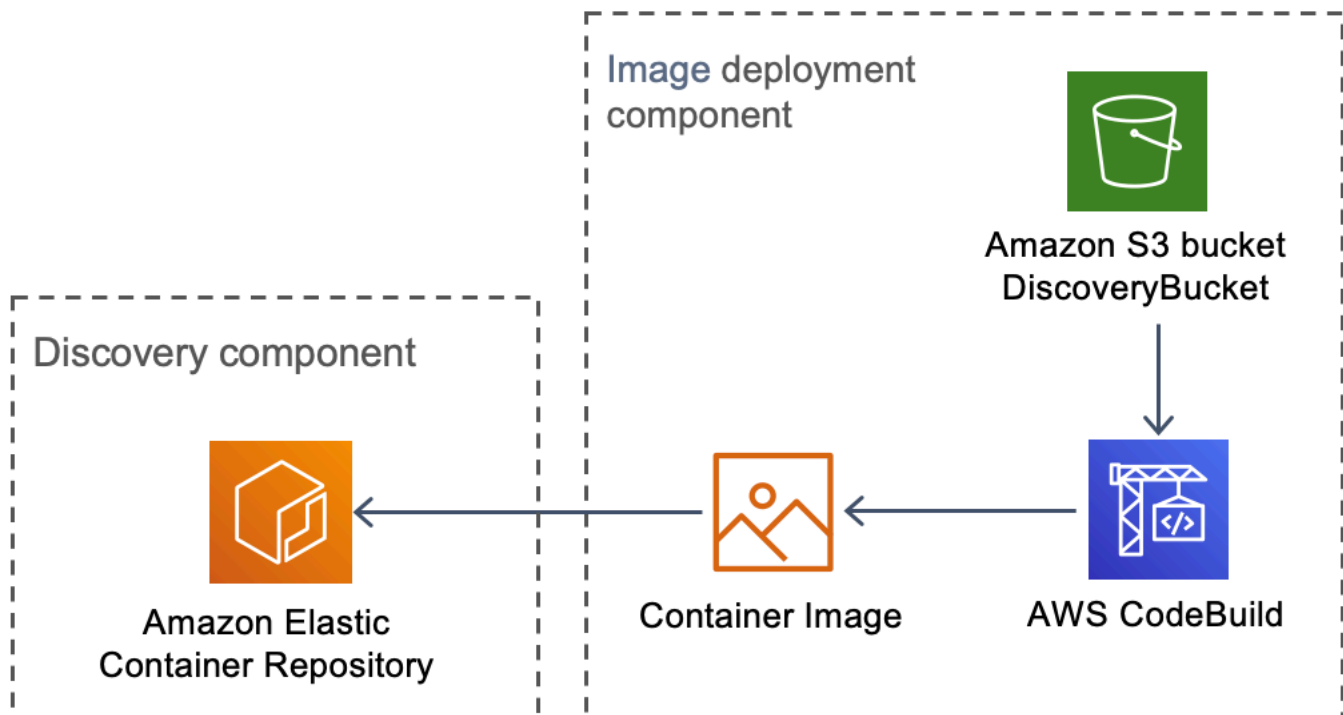 Image deployment
component
Amazon S3 bucket
DiscoveryBucket
Discovery component
</>
Amazon Elastic
Container Repository
Container Image
AWS CodeBuild